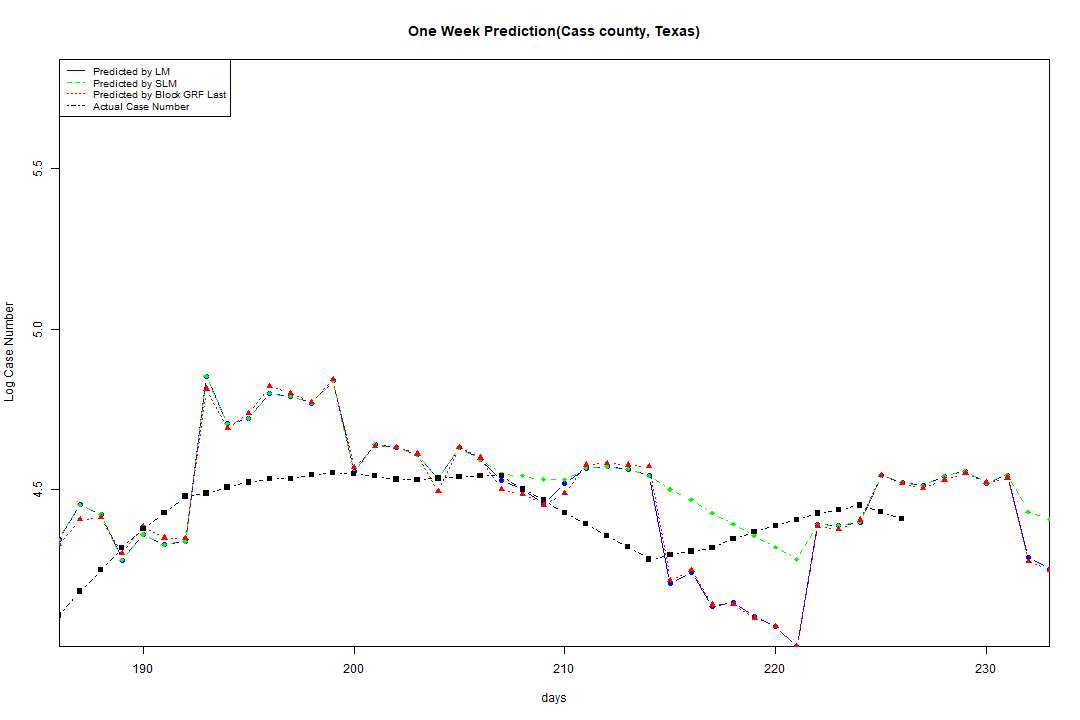 One Week Prediction(Cass county, Texas)
Predicted by LM
Predicted by SLM
Predicted by Block GRF Last
Actual Case Number
5.5
5.0
4.5
Log Case Number
190 200 210 220 230
days